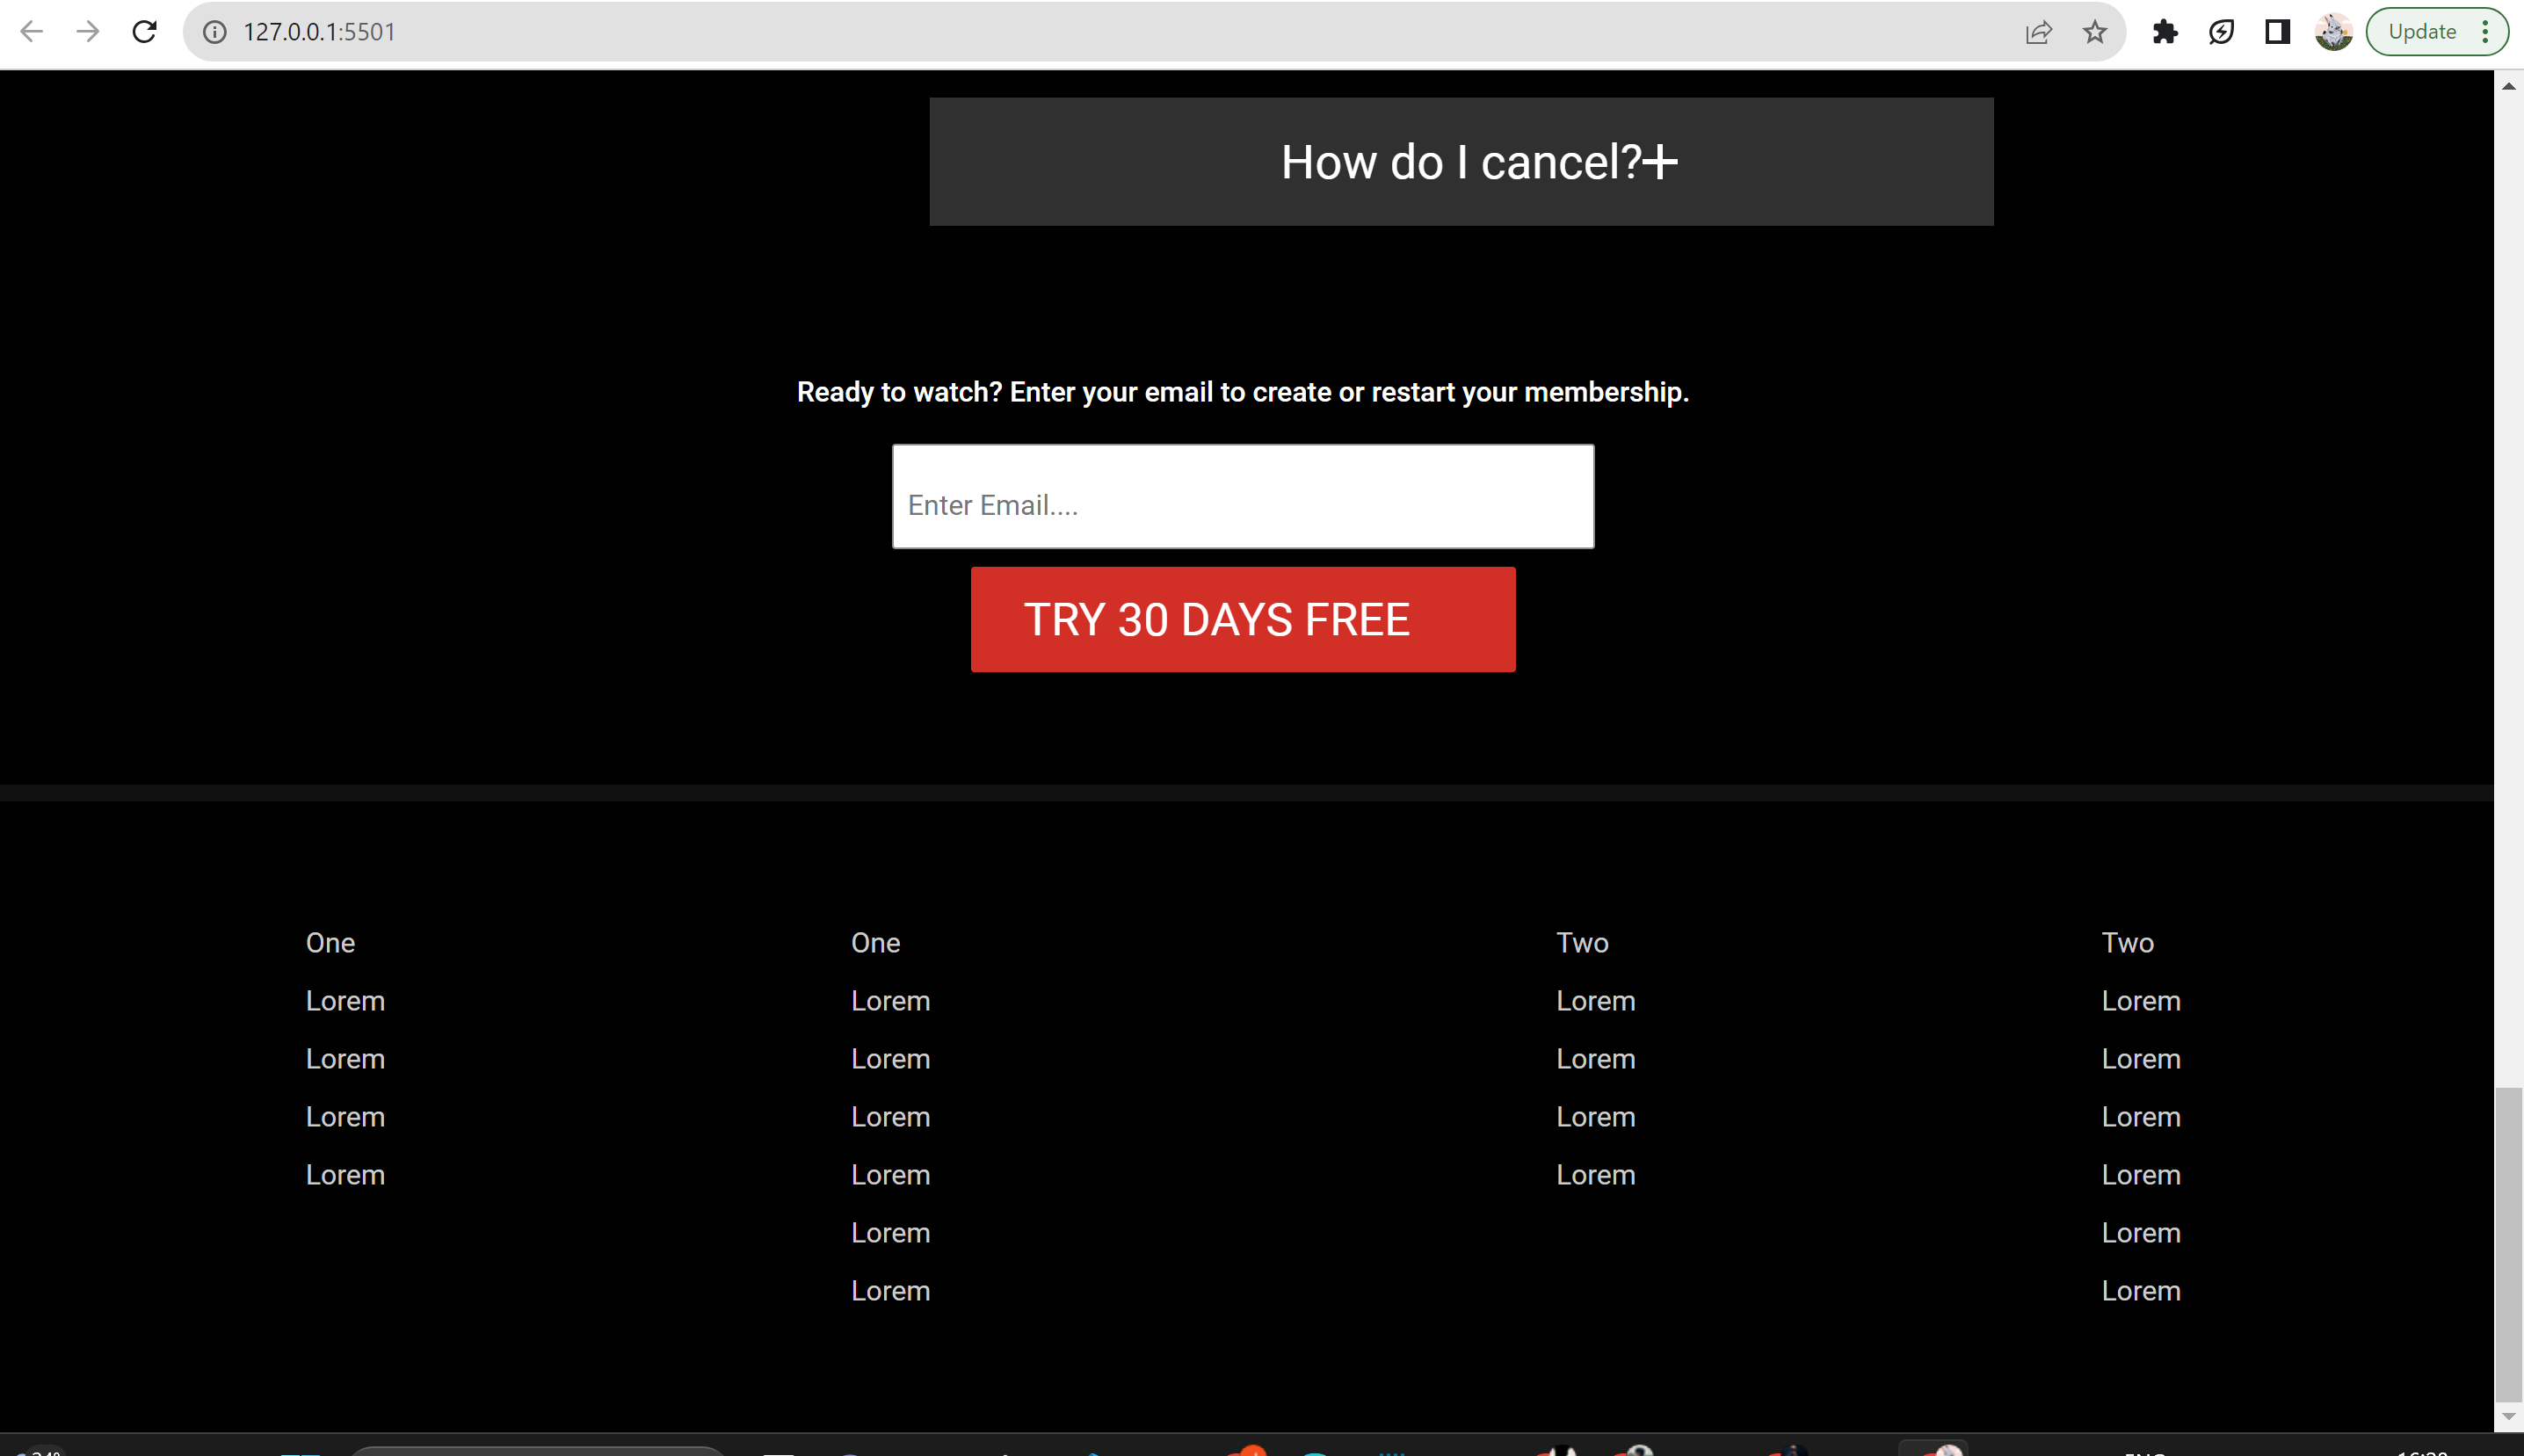 127.0.0.1:5501
Update
How do I cancel?+
Ready to watch? Enter your email to create or restart your membership.
Enter Email....
TRY 30 DAYS FREE
One One Two Two
Lorem Lorem Lorem Lorem
Lorem Lorem Lorem Lorem
Lorem Lorem Lorem Lorem
Lorem Lorem Lorem Lorem
Lorem Lorem
Lorem Lorem